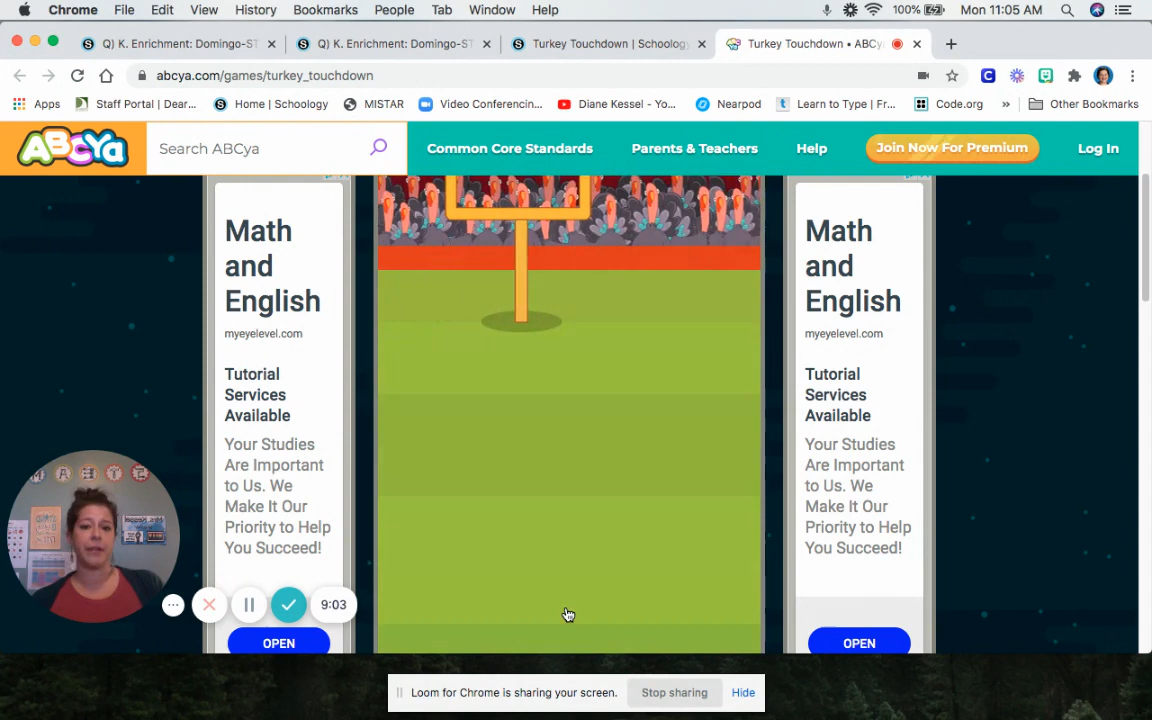 Chrome File Edit View History Bookmarks People Tab Window Help 100% Mon 11:05 AM
Q) K. Enrichment: Domingo-ST Q) K. Enrichment: Domingo-ST Turkey Touchdown | Schoology Turkey Touchdown • ABCy
abcya.com/games/turkey_touchdown
Apps Staff Portal | Dear... Home | Schoology MISTAR Video Conferencin... Diane Kessel - Yo... Nearpod Learn to Type | Fr... Code.org » Other Bookmarks
ABCYa Search ABCya Common Core Standards Parents & Teachers Help Join Now For Premium Log In
Math
and
English
myeyelevel.com
Tutorial
Services
Available
Your Studies
Are Important
to Us. We
Make It Our
Priority to Help
You Succeed!
OPEN
Math
and
English
myeyelevel.com
Tutorial
Services
Available
Your Studies
Are Important
to Us. We
Make It Our
Priority to Help
You Succeed!
OPEN
9:03
Loom for Chrome is sharing your screen. Stop sharing Hide